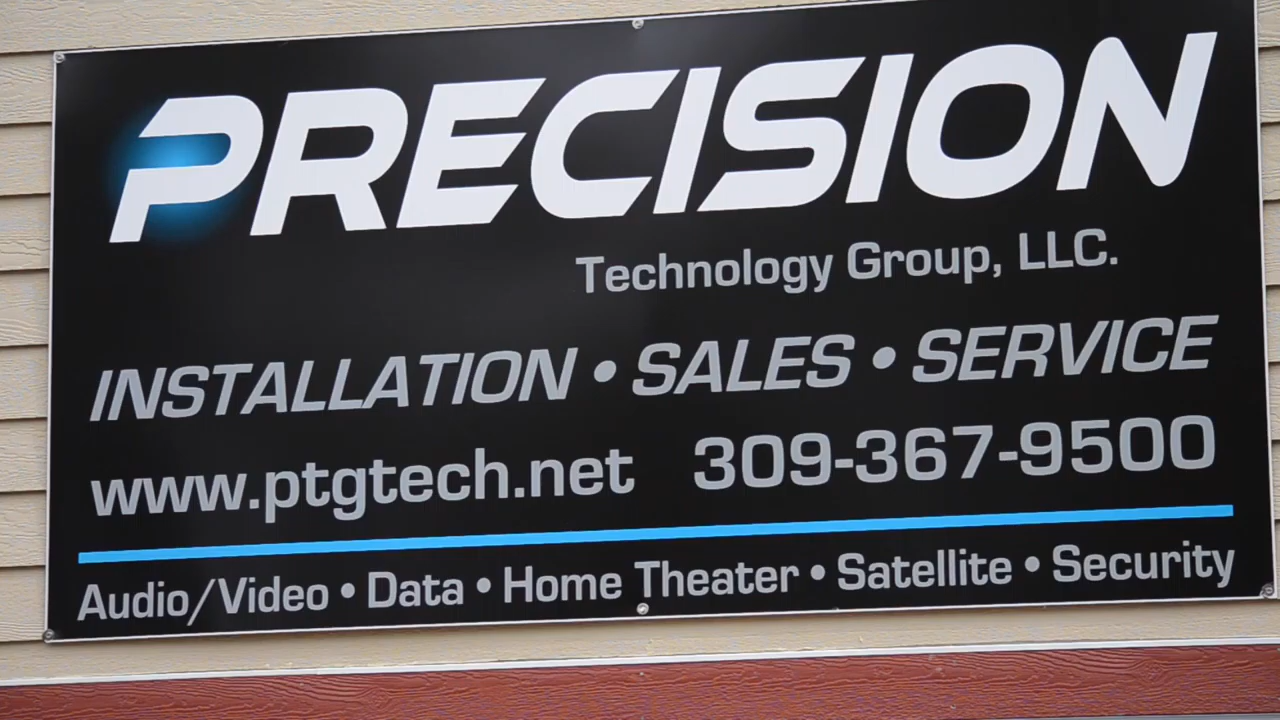 PRECISION
Technology Group, LLC.
INSTALLATION • SALES • SERVICE
www.ptgtech.net 309-367-9500
Audio/Video • Data • Home Theater • Satellite • Security